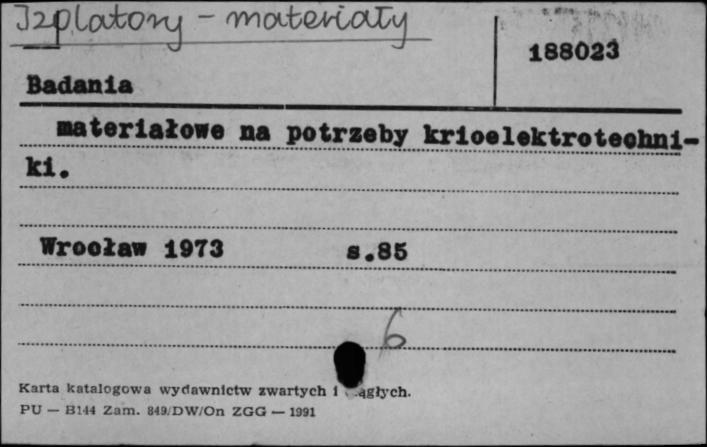 Izolatory - materiały
188023
Badania
materiałowe na potrzeby krioelektrotechni-
ki.
Wrocław 1973 s.85
6
Karta katalogowa wydawnictw zwartych i ągłych.
PU — B144 Zam. 849/DW/On ZGG — 1991